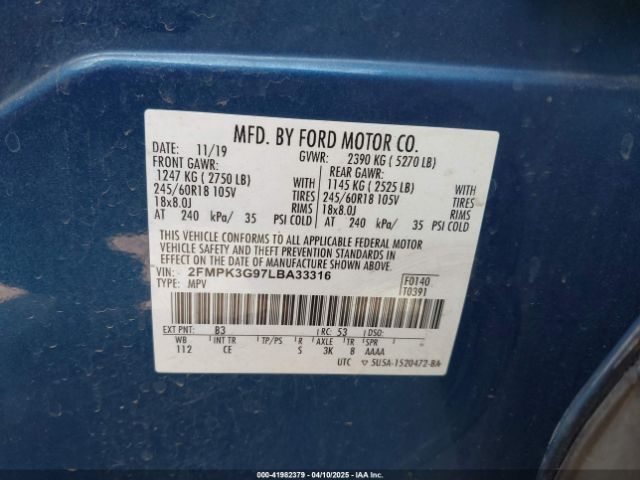 MFD. BY FORD MOTOR CO.
DATE: 11/19 GVWR: 2390 KG ( 5270 LB)
FRONT GAWR: REAR GAWR:
1247 KG ( 2750 LB) WITH 1145 KG ( 2525 LB) WITH
245/60R18 105V TIRES 245/60R18 105V TIRES
18x8.0J RIMS 18x8.0J RIMS
AT 240 kPa/ 35 PSI COLD AT 240 kPa/ 35 PSI COLD
THIS VEHICLE CONFORMS TO ALL APPLICABLE FEDERAL MOTOR
VEHICLE SAFETY AND THEFT PREVENTION STANDARDS IN
EFFECT ON THE DATE OF MANUFACTURE SHOWN ABOVE.
VIN: 2FMPK3G97LBA33316 F0140
TYPE: MPV T0391
EXT PNT: B3 RC: 53 DSO:
WB INT TR TP/PS R AXLE TR SPR
112 CE S 3K 8 AAAA
UTC 5USA-1520472-BA
000-41982379 - 04/10/2025 - IAAI.COM